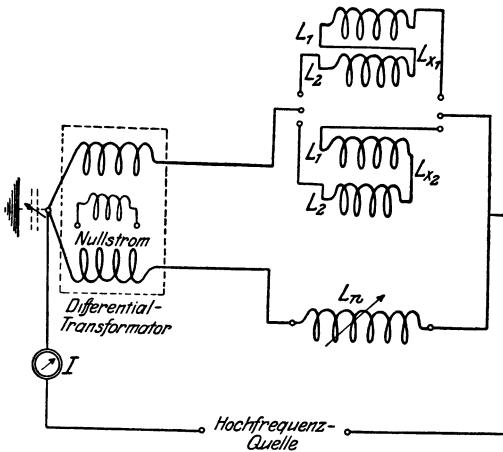 L1
Lx1
L2
L1
Lx2
L2
Nullstrom
Differential-
Transformator
Ln
I
Hochfrequenz-
Quelle